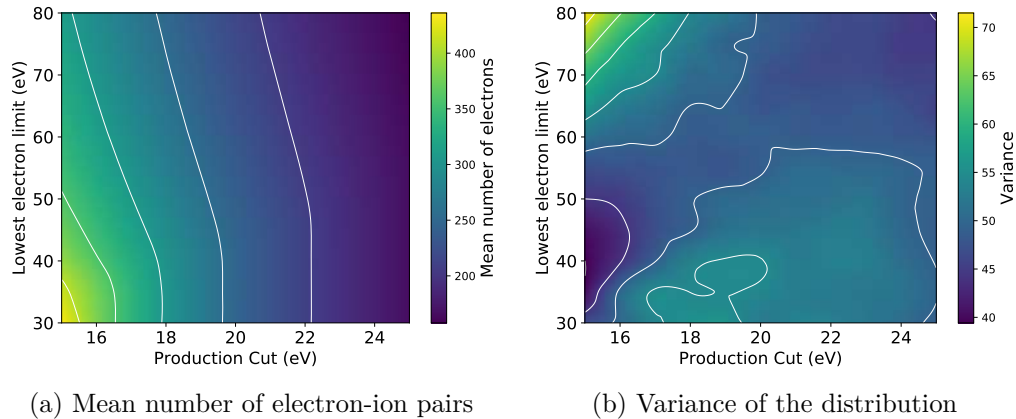 80
70
60
50
40
30
Lowest electron limit (eV)
16 18 20 22 24
Production Cut (eV)
400
350
300
250
200
Mean number of electrons
(a) Mean number of electron-ion pairs
80
70
60
50
40
30
Lowest electron limit (eV)
16 18 20 22 24
Production Cut (eV)
70
65
60
55
50
45
40
Variance
(b) Variance of the distribution